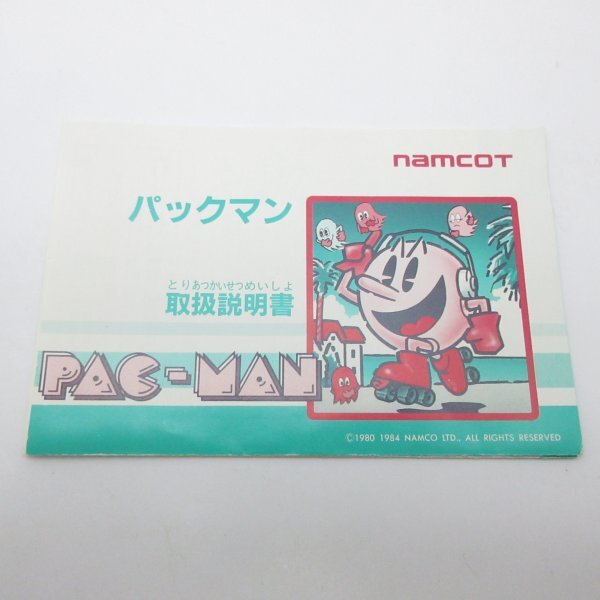 namcot
パックマン
とりあつかいせつめいしょ
取扱説明書
PAC-MAN
©1980 1984 NAMCO LTD., ALL RIGHTS RESERVED